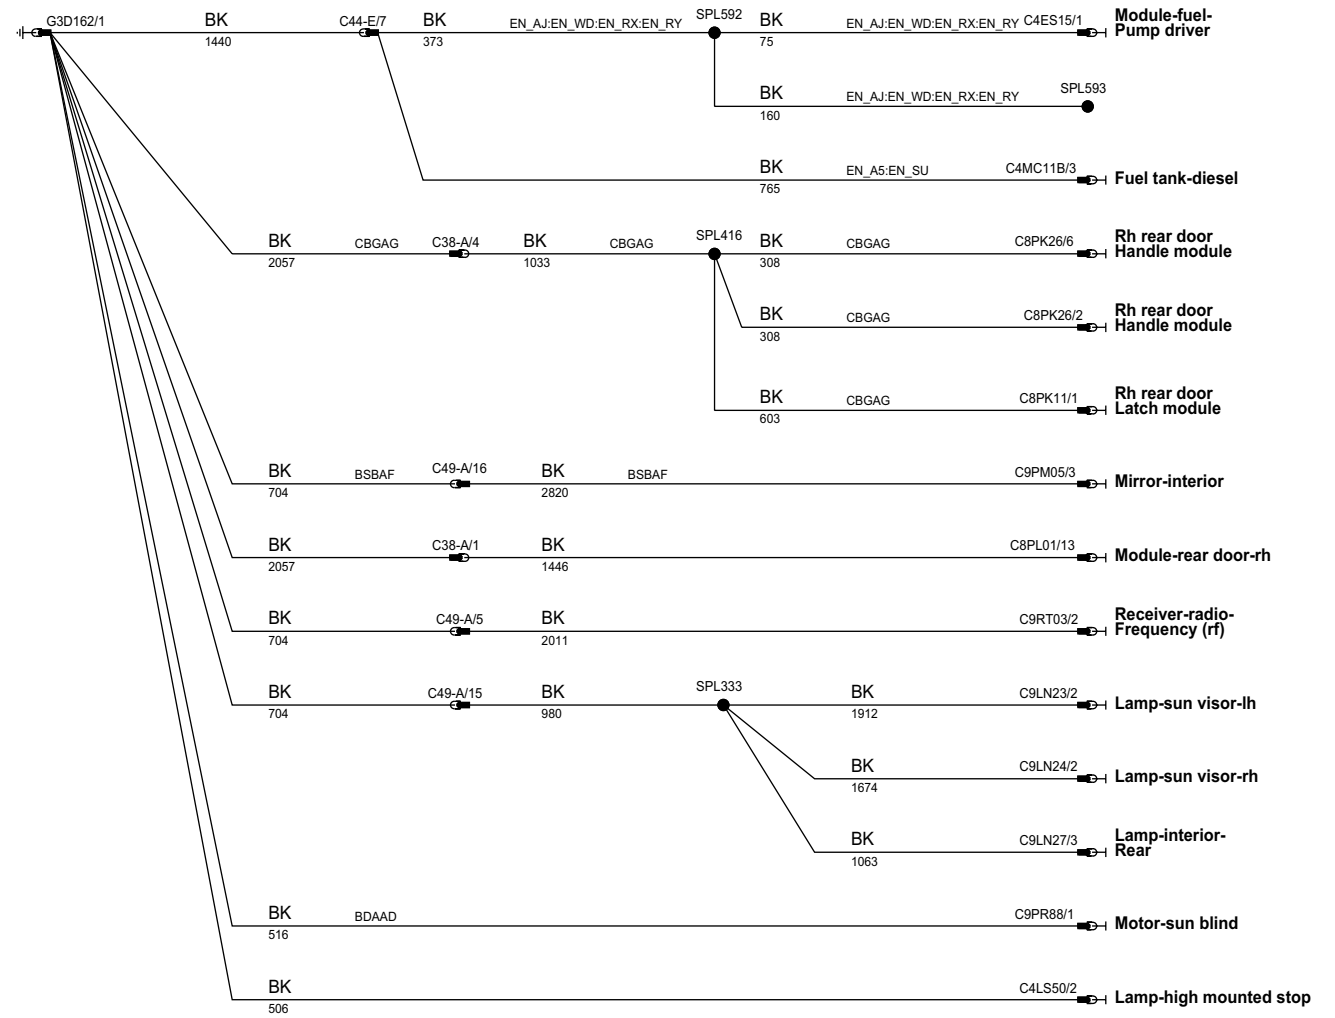 G3D162/1 BK C44-E/7 BK EN_AJ:EN_WD:EN_RX:EN_RY SPL592 BK EN_AJ:EN_WD:EN_RX:EN_RY C4ES15/1 Module-fuel-
Pump driver
1440 373 75
BK EN_AJ:EN_WD:EN_RX:EN_RY SPL593
160
BK EN_A5:EN_SU C4MC11B/3 Fuel tank-diesel
765
BK CBGAG C38-A/4 BK CBGAG SPL416 BK CBGAG C8PK26/6 Rh rear door
Handle module
2057 1033 308
BK CBGAG C8PK26/2 Rh rear door
Handle module
308
BK CBGAG C8PK11/1 Rh rear door
Latch module
603
BK BSBAF C49-A/16 BK BSBAF C9PM05/3 Mirror-interior
704 2820
BK C38-A/1 BK C8PL01/13 Module-rear door-rh
2057 1446
BK C49-A/5 BK C9RT03/2 Receiver-radio-
Frequency (rf)
704 2011
BK C49-A/15 BK SPL333 BK C9LN23/2 Lamp-sun visor-lh
704 980 1912
BK C9LN24/2 Lamp-sun visor-rh
1674
BK C9LN27/3 Lamp-interior-
Rear
1063
BK BDAAD C9PR88/1 Motor-sun blind
516
BK C4LS50/2 Lamp-high mounted stop
506